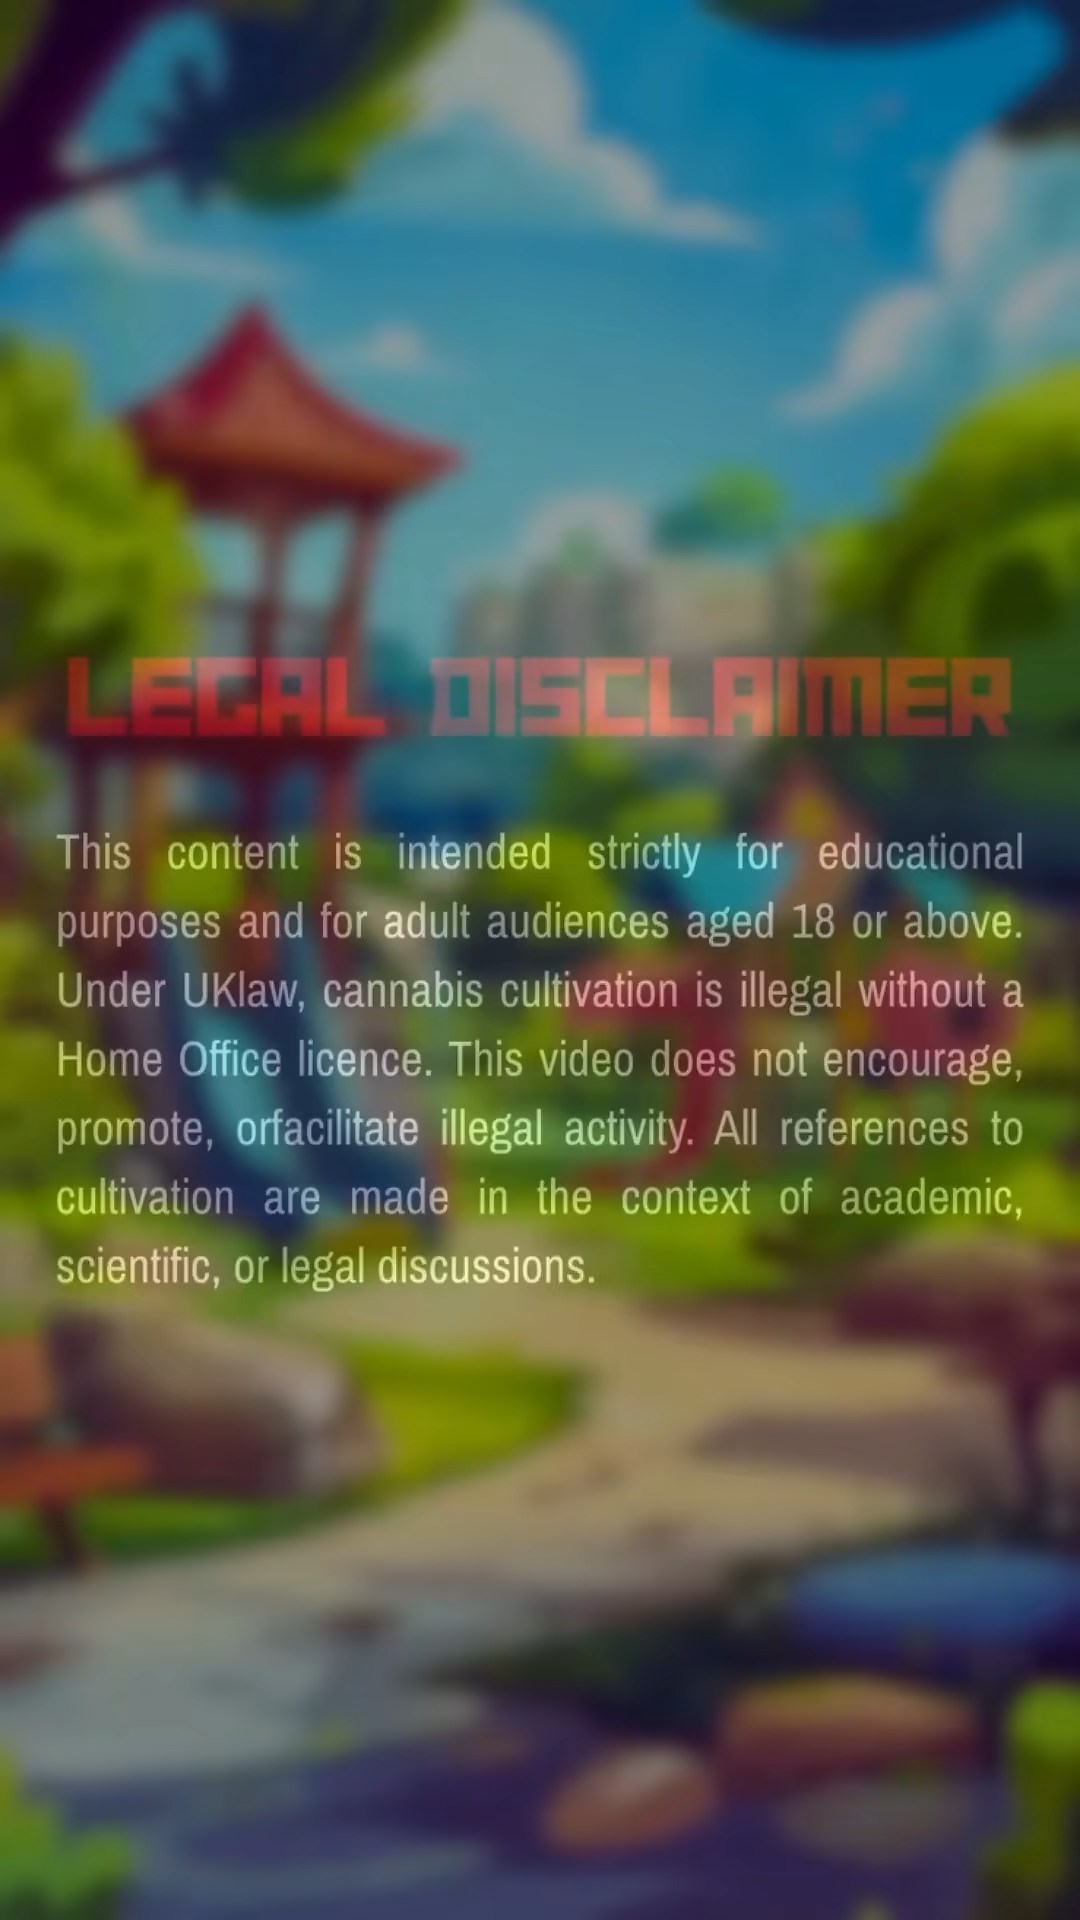 LEGAL DISCLAIMER
This content is intended strictly for educational
purposes and for adult audiences aged 18 or above.
Under UKlaw, cannabis cultivation is illegal without a
Home Office licence. This video does not encourage,
promote, orfacilitate illegal activity. All references to
cultivation are made in the context of academic,
scientific, or legal discussions.